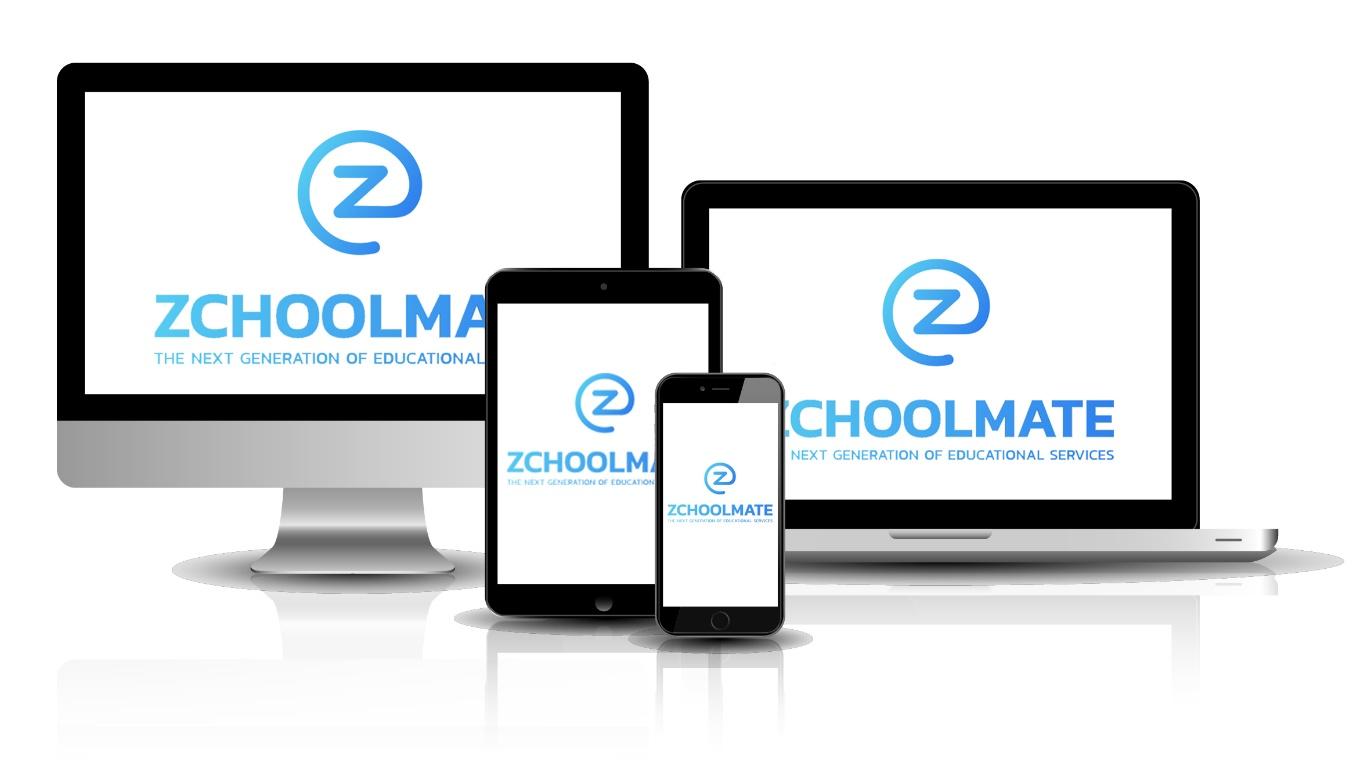 Z
ZCHOOLMA
THE NEXT GENERATION OF EDUCATIONAL
Z
ZCHOOLMA
THE NEXT GENERATION OF EDUCATION
Z
ZCHOOLMATE
THE NEXT GENERATION OF EDUCATIONAL SERVICES
Z
ZCHOOLMATE
NEXT GENERATION OF EDUCATIONAL SERVICES